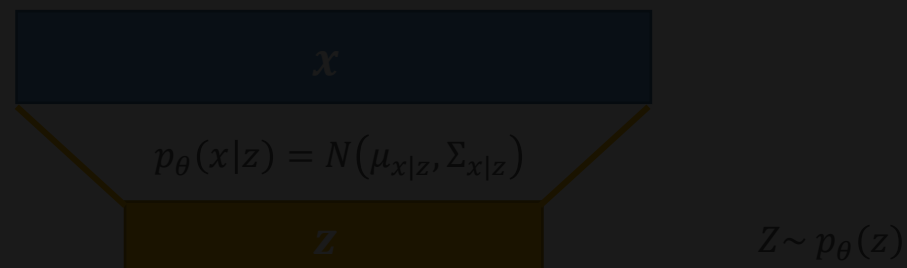 x
p_θ(x|z) = N(μ_{x|z}, Σ_{x|z})
z
Z~ p_θ(z)